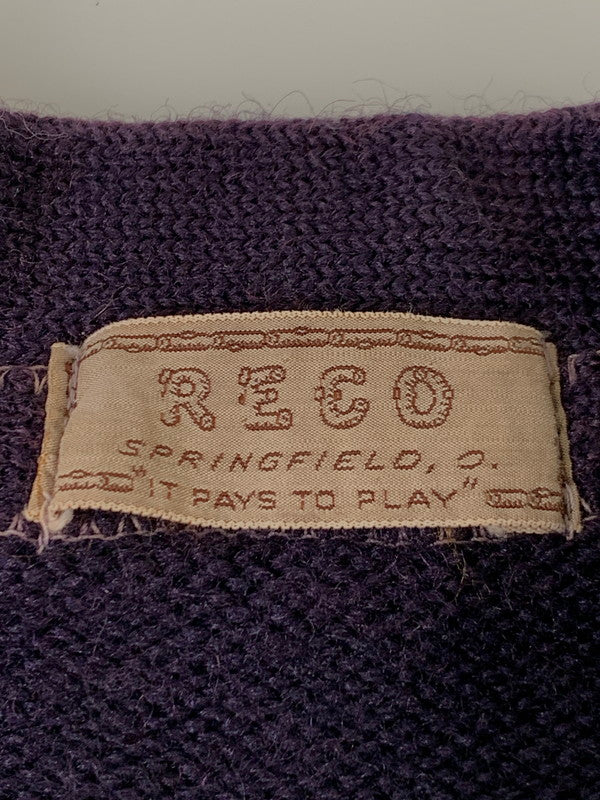 RECO
SPRINGFIELD, O.
"IT PAYS TO PLAY"